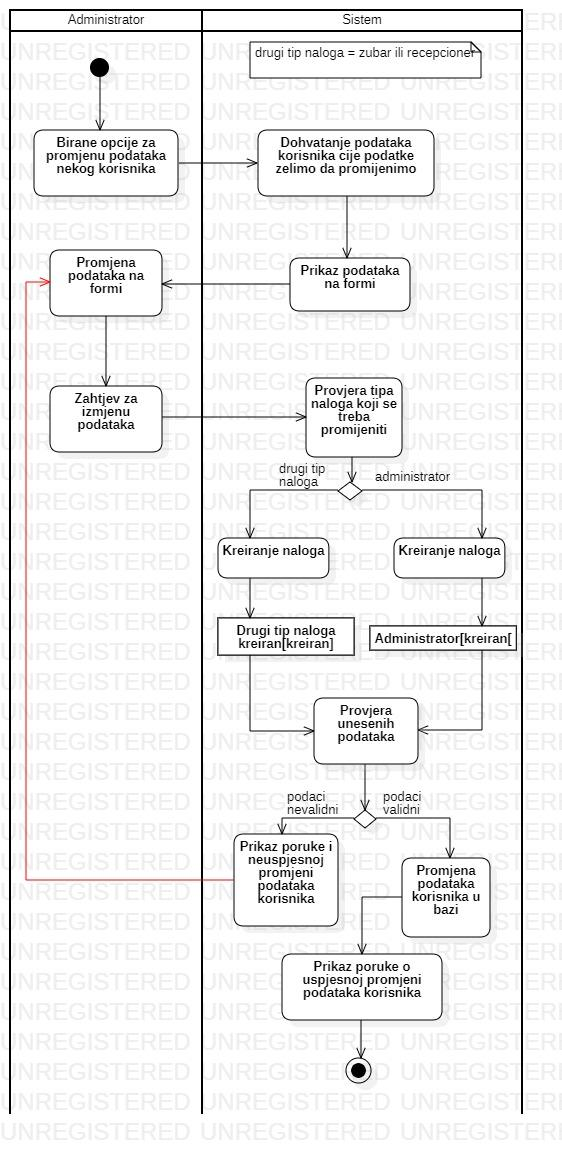 Administrator
Sistem
drugi tip naloga = zubar ili recepcioner
Birane opcije za
promjenu podataka
nekog korisnika
Dohvatanje podataka
korisnika cije podatke
zelimo da promijenimo
Promjena
podataka na
formi
Prikaz podataka
na formi
Zahtjev za
izmjenu
podataka
Provjera tipa
naloga koji se
treba
promijeniti
drugi tip
naloga
administrator
Kreiranje naloga
Kreiranje naloga
Drugi tip naloga
kreiran[kreiran]
Administrator[kreiran[
Provjera
unesenih
podataka
podaci
nevalidni
podaci
validni
Prikaz poruke i
neuspjesnoj
promjeni
podataka
korisnika
Promjena
podataka
korisnika u
bazi
Prikaz poruke o
uspjesnoj promjeni
podataka korisnika
UNREGISTERED